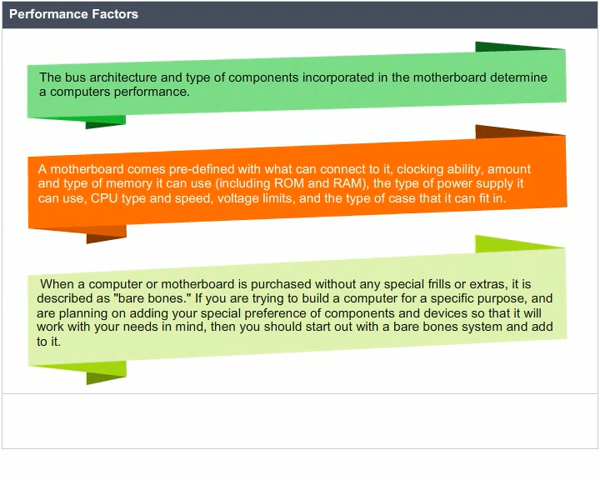 Performance Factors
The bus architecture and type of components incorporated in the motherboard determine
a computers performance.
A motherboard comes pre-defined with what can connect to it, clocking ability, amount
and type of memory it can use (including ROM and RAM), the type of power supply it
can use, CPU type and speed, voltage limits, and the type of case that it can fit in.
When a computer or motherboard is purchased without any special frills or extras, it is
described as "bare bones." If you are trying to build a computer for a specific purpose, and
are planning on adding your special preference of components and devices so that it will
work with your needs in mind, then you should start out with a bare bones system and add
to it.